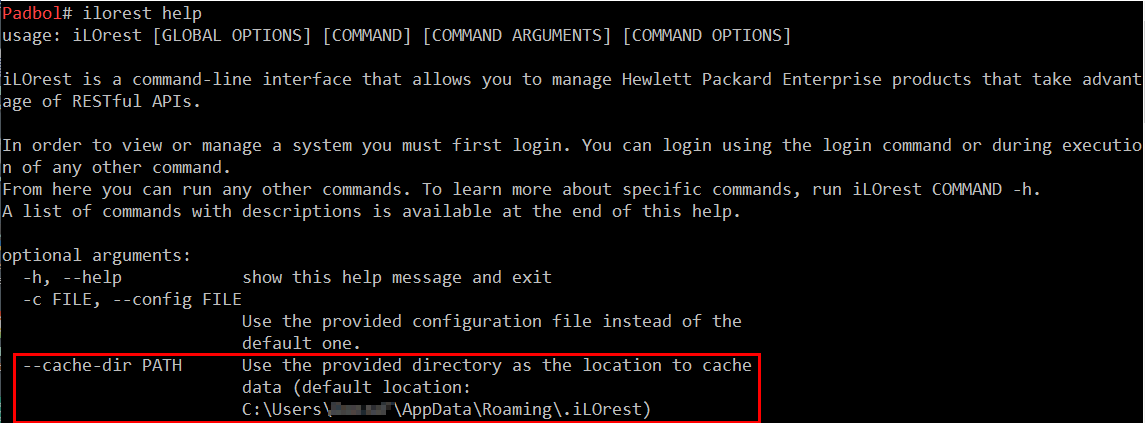 Padbol# ilorest help
usage: iLOrest [GLOBAL OPTIONS] [COMMAND] [COMMAND ARGUMENTS] [COMMAND OPTIONS]
iLOrest is a command-line interface that allows you to manage Hewlett Packard Enterprise products that take advant
age of RESTful APIs.
In order to view or manage a system you must first login. You can login using the login command or during executio
n of any other command.
From here you can run any other commands. To learn more about specific commands, run iLOrest COMMAND -h.
A list of commands with descriptions is available at the end of this help.
optional arguments:
-h, --help show this help message and exit
-c FILE, --config FILE
Use the provided configuration file instead of the
default one.
--cache-dir PATH Use the provided directory as the location to cache
data (default location:
C:\Users\ \AppData\Roaming\.iLOrest)